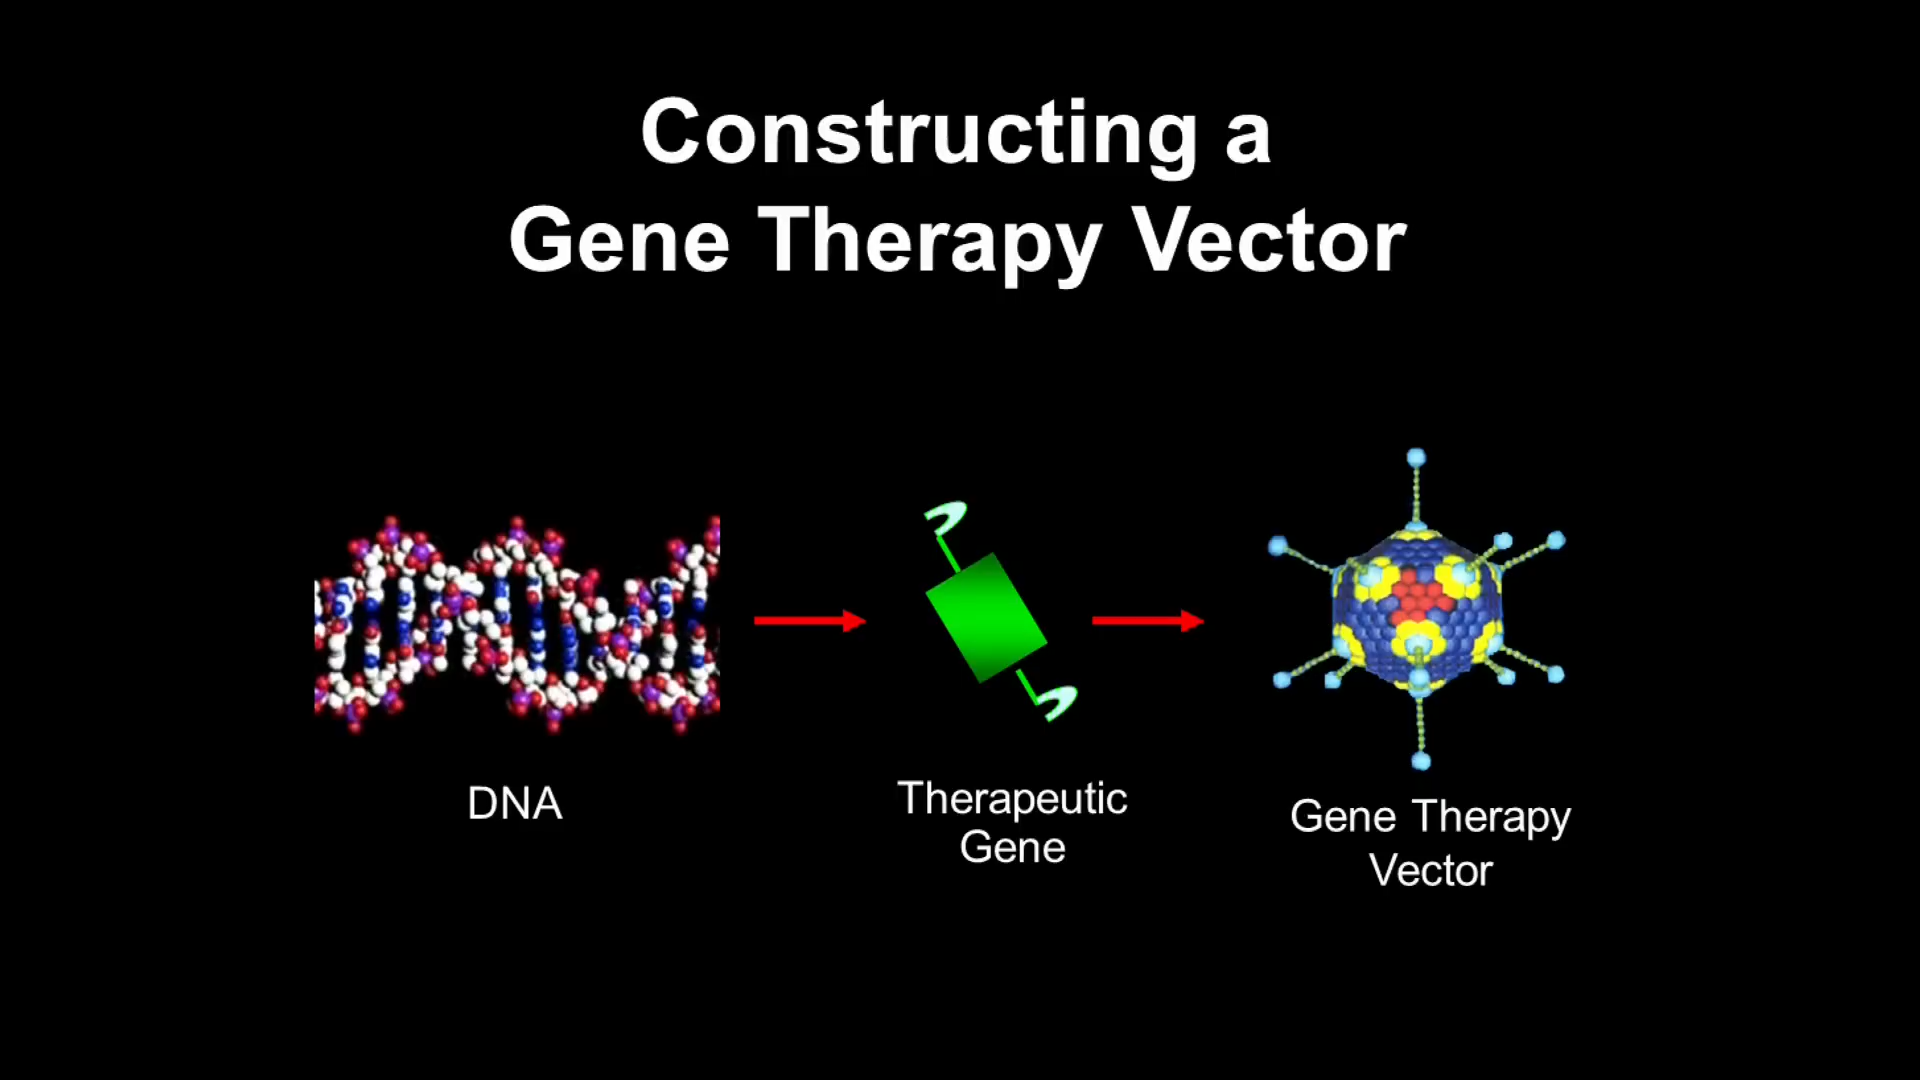 Constructing a
Gene Therapy Vector
DNA
Therapeutic
Gene
Gene Therapy
Vector